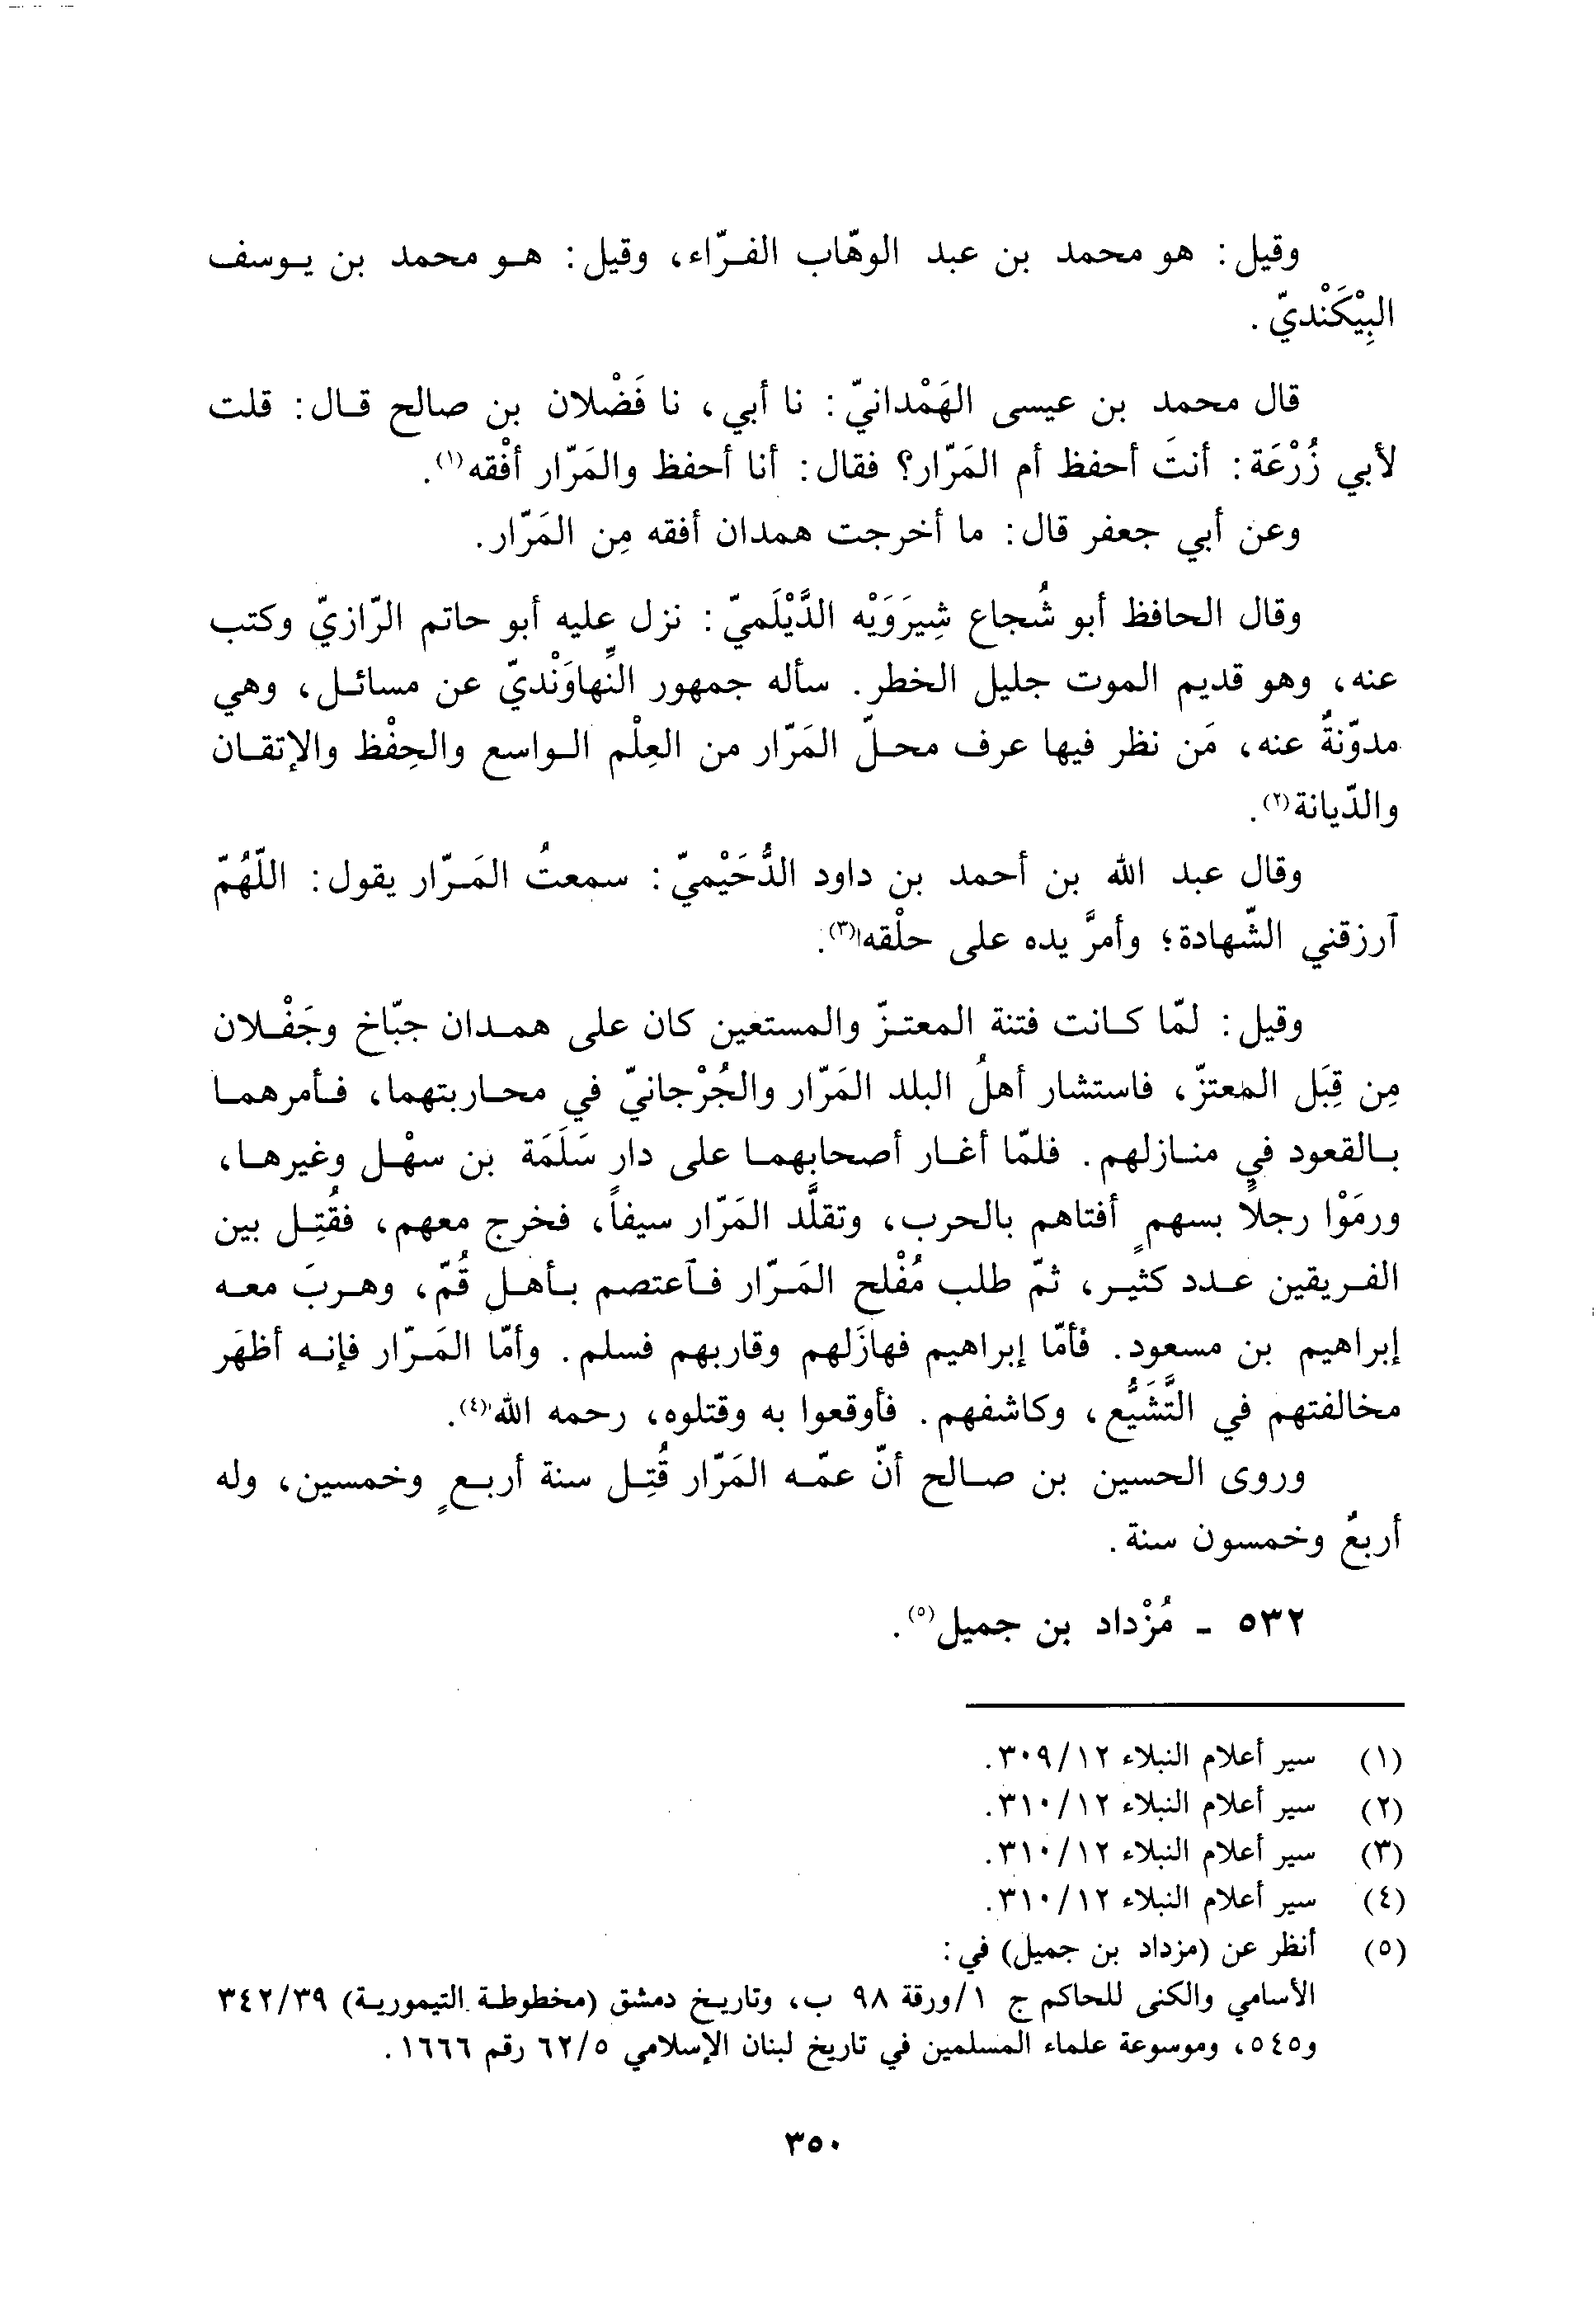 وقيل: هو محمد بن عبد الوهّاب الفرّاء، وقيل: هو محمد بن يوسف
البِيْكَنْديّ.
قال محمد بن عيسى الهَمْدانيّ: نا أبي، نا فَضْلان بن صالح قال: قلت
لأبي زُرْعَة: أنتَ أحفظ أم المَرّار؟ فقال: أنا أحفظ والمَرّار أفْقه(١).
وعن أبي جعفر قال: ما أخرجت همدان أفقه مِن المَرّار.
وقال الحافظ أبو شُجاع شِيرَوَيْه الدَّيْلَميّ: نزل عليه أبو حاتم الرّازيّ وكتب
عنه، وهو قديم الموت جليل الخطر. سأله جمهور النِّهاوَنْديّ عن مسائل، وهي
مدوّنةٌ عنه، مَن نظر فيها عرف محلّ المَرّار من العِلْم الواسع والحِفْظ والإتقان
والدّيانة(٢).
وقال عبد الله بن أحمد بن داود الدُّحَيْميّ: سمعتُ المَرّار يقول: اللّهُمّ
آرزقني الشّهادة؛ وأمرَّ يده على حلْقه(٣).
وقيل: لمّا كانت فتنة المعتزّ والمستعين كان على همدان جبّاخ وجَفْلان
مِن قِبَل المعتزّ، فاستشار أهلُ البلد المَرّار والجُرْجانيّ في محاربتهما، فأمرهما
بالقعود في منازلهم. فلمّا أغار أصحابهما على دار سَلَمَة بن سهْل وغيرها،
ورمَوْا رجلًا بسهمٍ أفتاهم بالحرب، وتقلَّد المَرّار سيفاً، فخرج معهم، فقُتِل بين
الفريقين عدد كثير، ثمّ طلب مُفْلح المَرّار فآعتصم بأهل قُمّ، وهربَ معه
إبراهيم بن مسعود. فأمّا إبراهيم فهازَلهم وقاربهم فسلم. وأمّا المَرّار فإنه أظهَر
مخالفتهم في التَّشَيُّع، وكاشفهم. فأوقعوا به وقتلوه، رحمه الله(٤).
وروى الحسين بن صالح أنّ عمّه المَرّار قُتِل سنة أربعٍ وخمسين، وله
أربعٌ وخمسون سنة.
٥٣٢ - مُزْداد بن جميل(٥).
(١) سير أعلام النبلاء ٣٠٩/١٢.
(٢) سير أعلام النبلاء ٣١٠/١٢.
(٣) سير أعلام النبلاء ٣١٠/١٢.
(٤) سير أعلام النبلاء ٣١٠/١٢.
(٥) أنظر عن (مزداد بن جميل) في:
الأسامي والكنى للحاكم ج ١/ورقة ٩٨ ب، وتاريخ دمشق (مخطوطة التيمورية) ٣٤٢/٣٩
و٥٤٥، وموسوعة علماء المسلمين في تاريخ لبنان الإسلامي ٦٢/٥ رقم ١٦٦٦.
٣٥٠